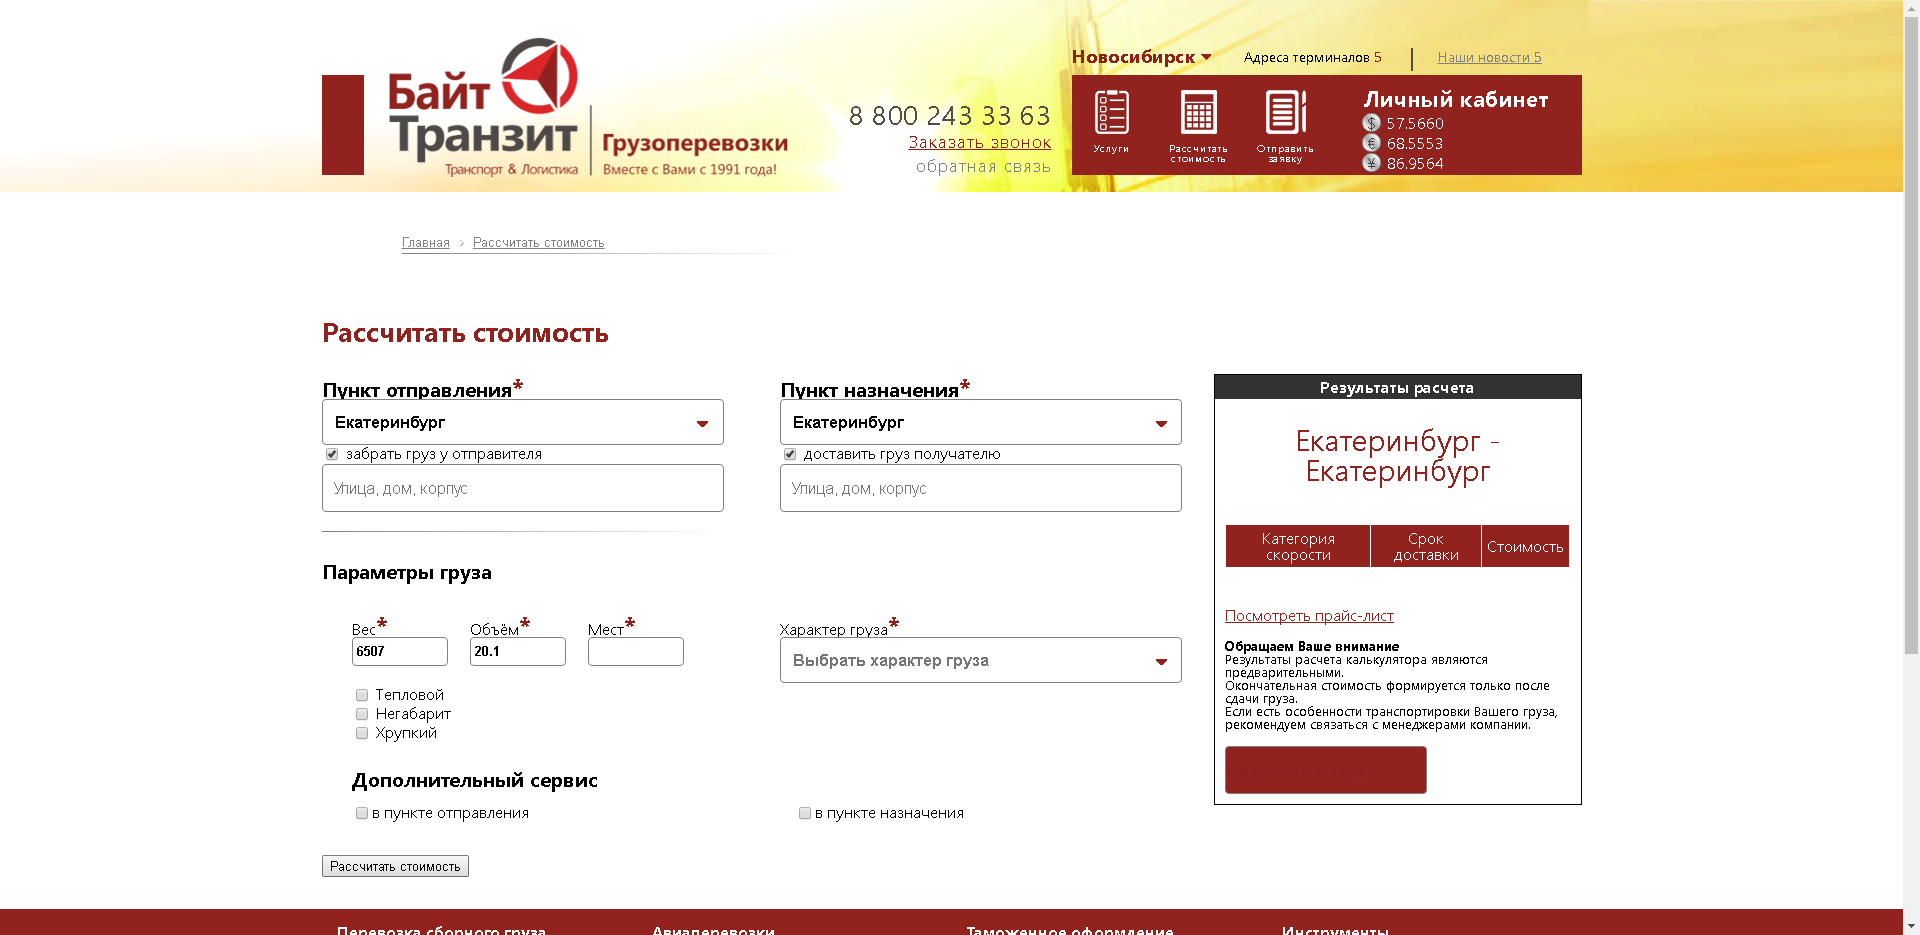 Байт
Транзит
Транспорт & Логистика
Грузоперевозки
Вместе с Вами с 1991 года!
8 800 243 33 63
Заказать звонок
обратная связь
Новосибирск
Адреса терминалов 5
Наши новости 5
Услуги
Рассчитать
стоимость
Отправить
заявку
Личный кабинет
$ 57.5660
€ 68.5553
¥ 86.9564
Главная > Рассчитать стоимость
Рассчитать стоимость
Пункт отправления*
Екатеринбург
забрать груз у отправителя
Улица, дом, корпус
Пункт назначения*
Екатеринбург
доставить груз получателю
Улица, дом, корпус
Параметры груза
Вес* Объём* Мест*
6507 20.1
Характер груза*
Выбрать характер груза
Тепловой
Негабарит
Хрупкий
Дополнительный сервис
в пункте отправления
в пункте назначения
Рассчитать стоимость
Результаты расчета
Екатеринбург -
Екатеринбург
Категория
скорости
Срок
доставки
Стоимость
Посмотреть прайс-лист
Обращаем Ваше внимание
Результаты расчета калькулятора являются
предварительными.
Окончательная стоимость формируется только после
сдачи груза.
Если есть особенности транспортировки Вашего груза,
рекомендуем связаться с менеджерами компании.
Перевозка сборного груза
Авиаперевозки
Таможенное оформление
Инструменты